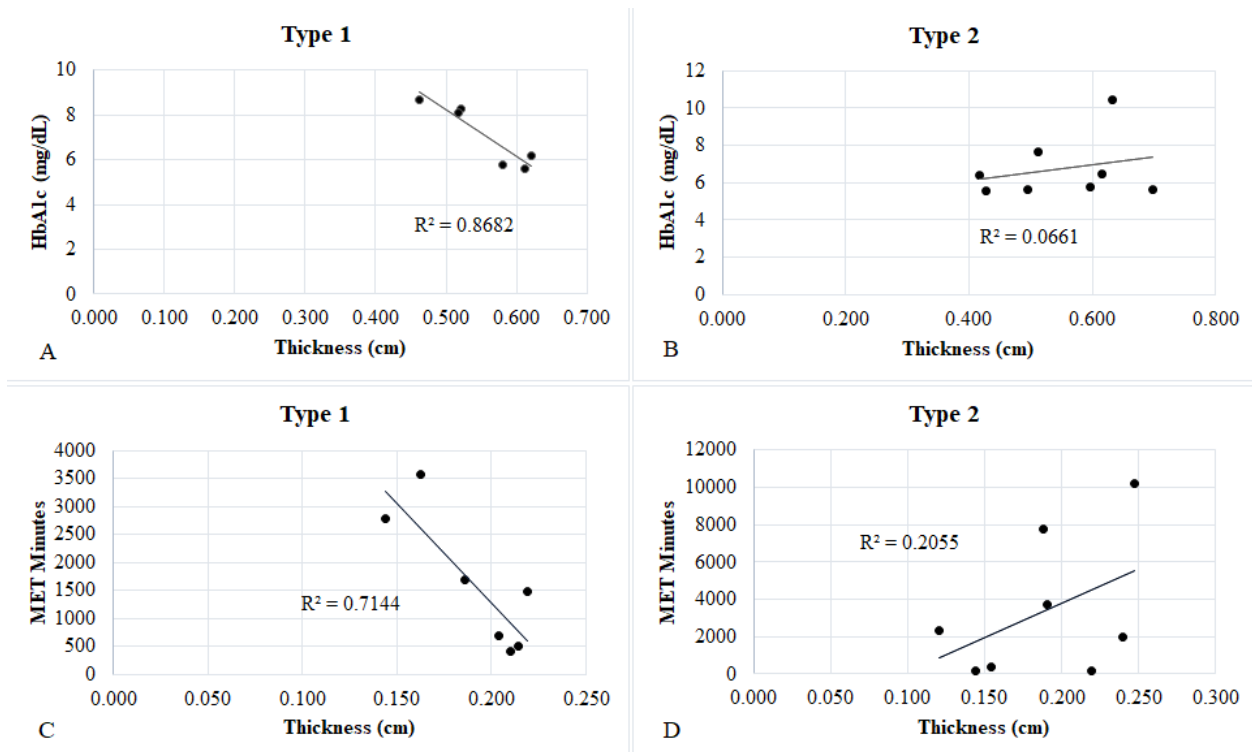 Type 1
10
8
6
4
2
0
HbA1c (mg/dL)
R² = 0.8682
0.000 0.100 0.200 0.300 0.400 0.500 0.600 0.700
Thickness (cm)
A
Type 2
12
10
8
6
4
2
0
HbA1c (mg/dL)
R² = 0.0661
0.000 0.200 0.400 0.600 0.800
Thickness (cm)
B
Type 1
4000
3500
3000
2500
2000
1500
1000
500
0
MET Minutes
R² = 0.7144
0.000 0.050 0.100 0.150 0.200 0.250
Thickness (cm)
C
Type 2
12000
10000
8000
6000
4000
2000
0
MET Minutes
R² = 0.2055
0.000 0.050 0.100 0.150 0.200 0.250 0.300
Thickness (cm)
D